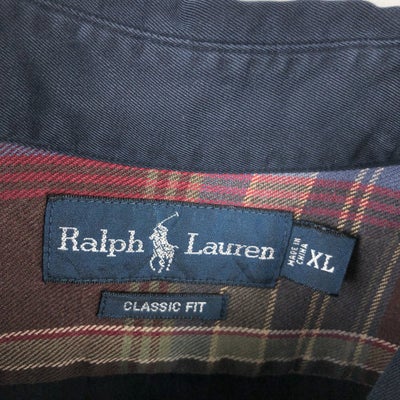 Ralph Lauren
MADE IN
CHINA
XL
CLASSIC FIT